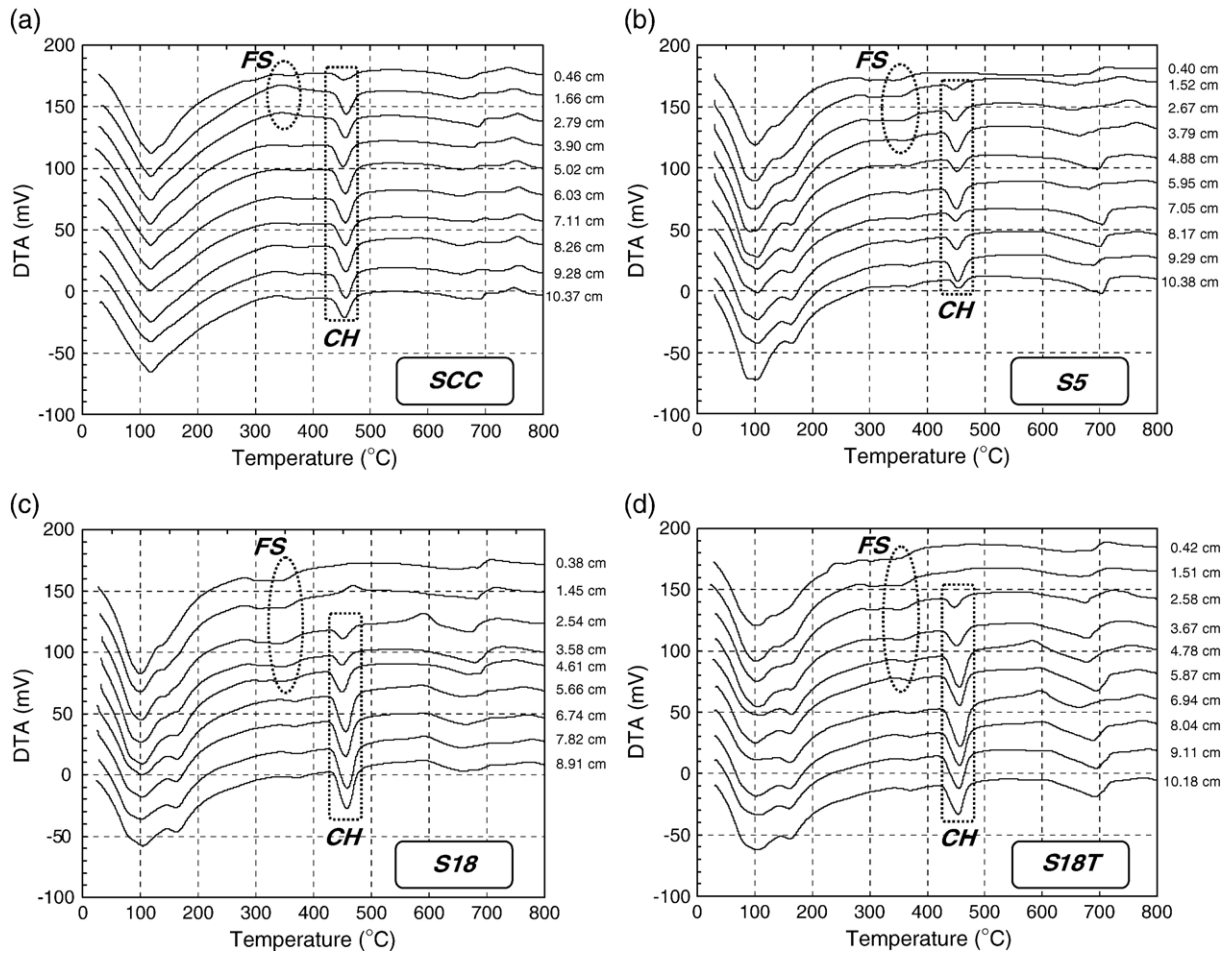 (a)
200
150
100
50
0
-50
-100
DTA (mV)
FS
CH
SCC
0.46 cm
1.66 cm
2.79 cm
3.90 cm
5.02 cm
6.03 cm
7.11 cm
8.26 cm
9.28 cm
10.37 cm
0 100 200 300 400 500 600 700 800
Temperature (°C)
(b)
200
150
100
50
0
-50
-100
DTA (mV)
FS
CH
S5
0.40 cm
1.52 cm
2.67 cm
3.79 cm
4.88 cm
5.95 cm
7.05 cm
8.17 cm
9.29 cm
10.38 cm
0 100 200 300 400 500 600 700 800
Temperature (°C)
(c)
200
150
100
50
0
-50
-100
DTA (mV)
FS
CH
S18
0.38 cm
1.45 cm
2.54 cm
3.58 cm
4.61 cm
5.66 cm
6.74 cm
7.82 cm
8.91 cm
0 100 200 300 400 500 600 700 800
Temperature (°C)
(d)
200
150
100
50
0
-50
-100
DTA (mV)
FS
CH
S18T
0.42 cm
1.51 cm
2.58 cm
3.67 cm
4.78 cm
5.87 cm
6.94 cm
8.04 cm
9.11 cm
10.18 cm
0 100 200 300 400 500 600 700 800
Temperature (°C)